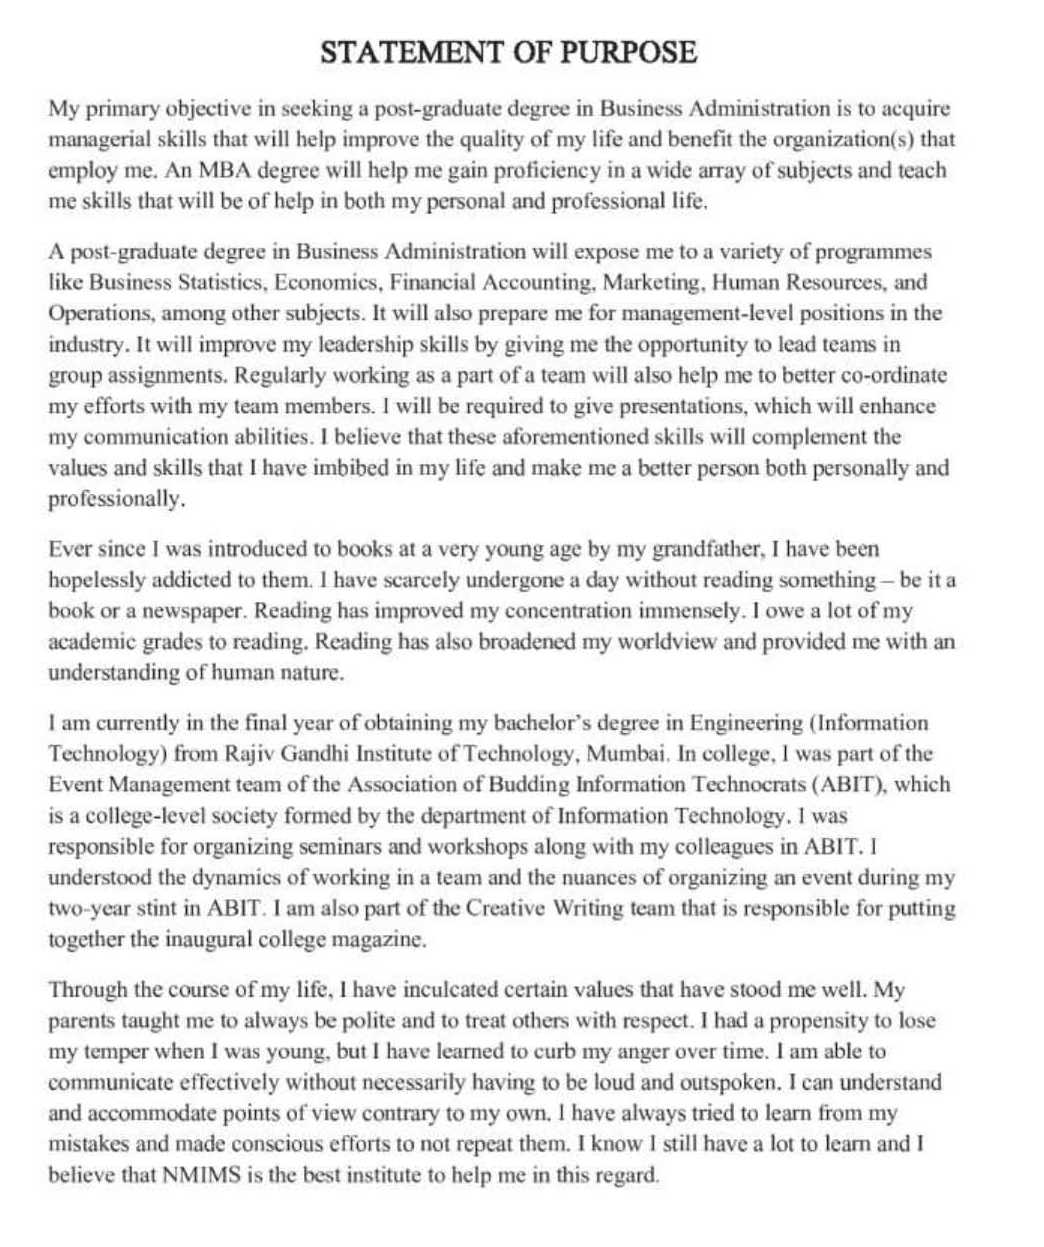 STATEMENT OF PURPOSE
My primary objective in seeking a post-graduate degree in Business Administration is to acquire
managerial skills that will help improve the quality of my life and benefit the organization(s) that
employ me. An MBA degree will help me gain proficiency in a wide array of subjects and teach
me skills that will be of help in both my personal and professional life.
A post-graduate degree in Business Administration will expose me to a variety of programmes
like Business Statistics, Economics, Financial Accounting, Marketing, Human Resources, and
Operations, among other subjects. It will also prepare me for management-level positions in the
industry. It will improve my leadership skills by giving me the opportunity to lead teams in
group assignments. Regularly working as a part of a team will also help me to better co-ordinate
my efforts with my team members. I will be required to give presentations, which will enhance
my communication abilities. I believe that these aforementioned skills will complement the
values and skills that I have imbibed in my life and make me a better person both personally and
professionally.
Ever since I was introduced to books at a very young age by my grandfather, I have been
hopelessly addicted to them. I have scarcely undergone a day without reading something – be it a
book or a newspaper. Reading has improved my concentration immensely. I owe a lot of my
academic grades to reading. Reading has also broadened my worldview and provided me with an
understanding of human nature.
I am currently in the final year of obtaining my bachelor's degree in Engineering (Information
Technology) from Rajiv Gandhi Institute of Technology, Mumbai. In college, I was part of the
Event Management team of the Association of Budding Information Technocrats (ABIT), which
is a college-level society formed by the department of Information Technology. I was
responsible for organizing seminars and workshops along with my colleagues in ABIT. I
understood the dynamics of working in a team and the nuances of organizing an event during my
two-year stint in ABIT. I am also part of the Creative Writing team that is responsible for putting
together the inaugural college magazine.
Through the course of my life, I have inculcated certain values that have stood me well. My
parents taught me to always be polite and to treat others with respect. I had a propensity to lose
my temper when I was young, but I have learned to curb my anger over time. I am able to
communicate effectively without necessarily having to be loud and outspoken. I can understand
and accommodate points of view contrary to my own. I have always tried to learn from my
mistakes and made conscious efforts to not repeat them. I know I still have a lot to learn and I
believe that NMIMS is the best institute to help me in this regard.